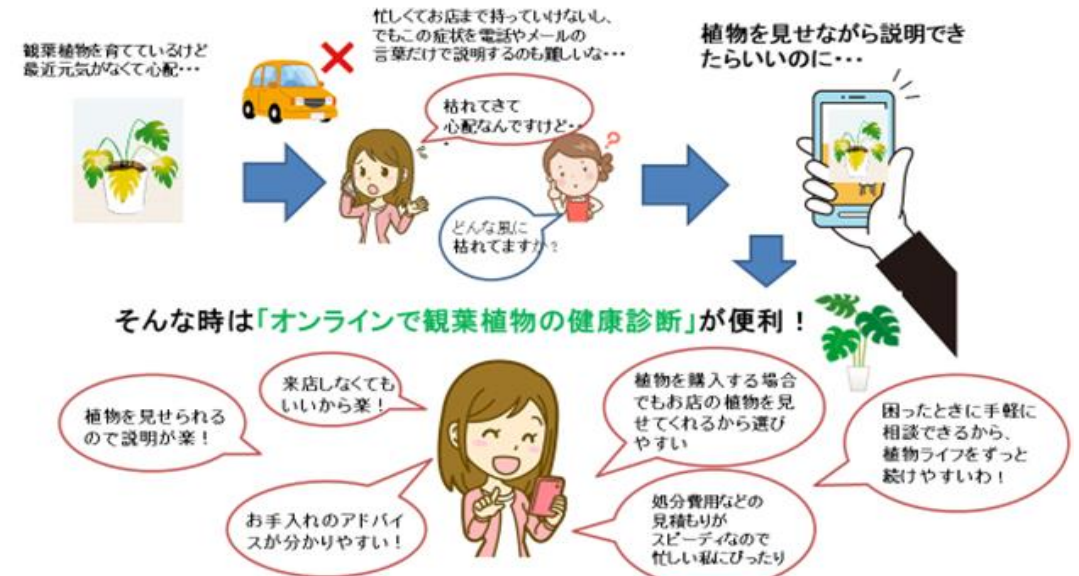 観葉植物を育てているけど
最近元気がなくて心配・・・
忙しくてお店まで持っていけないし、
でもこの症状を電話やメールの
言葉だけで説明するのも難しいな・・・
植物を見せながら説明でき
たらいいのに・・・
枯れてきて
心配なんですけど・・
・
どんな風に
枯れてますか?
そんな時は「オンラインで観葉植物の健康診断」が便利!
植物を見せられる
ので説明が楽!
来店しなくても
いいから楽!
お手入れのアドバイ
スが分かりやすい!
植物を購入する場合
でもお店の植物を見
せてくれるから選び
やすい
処分費用などの
見積もりが
スピーディなので
忙しい私にぴったり
困ったときに手軽に
相談できるから、
植物ライフをずっと
続けやすいわ!